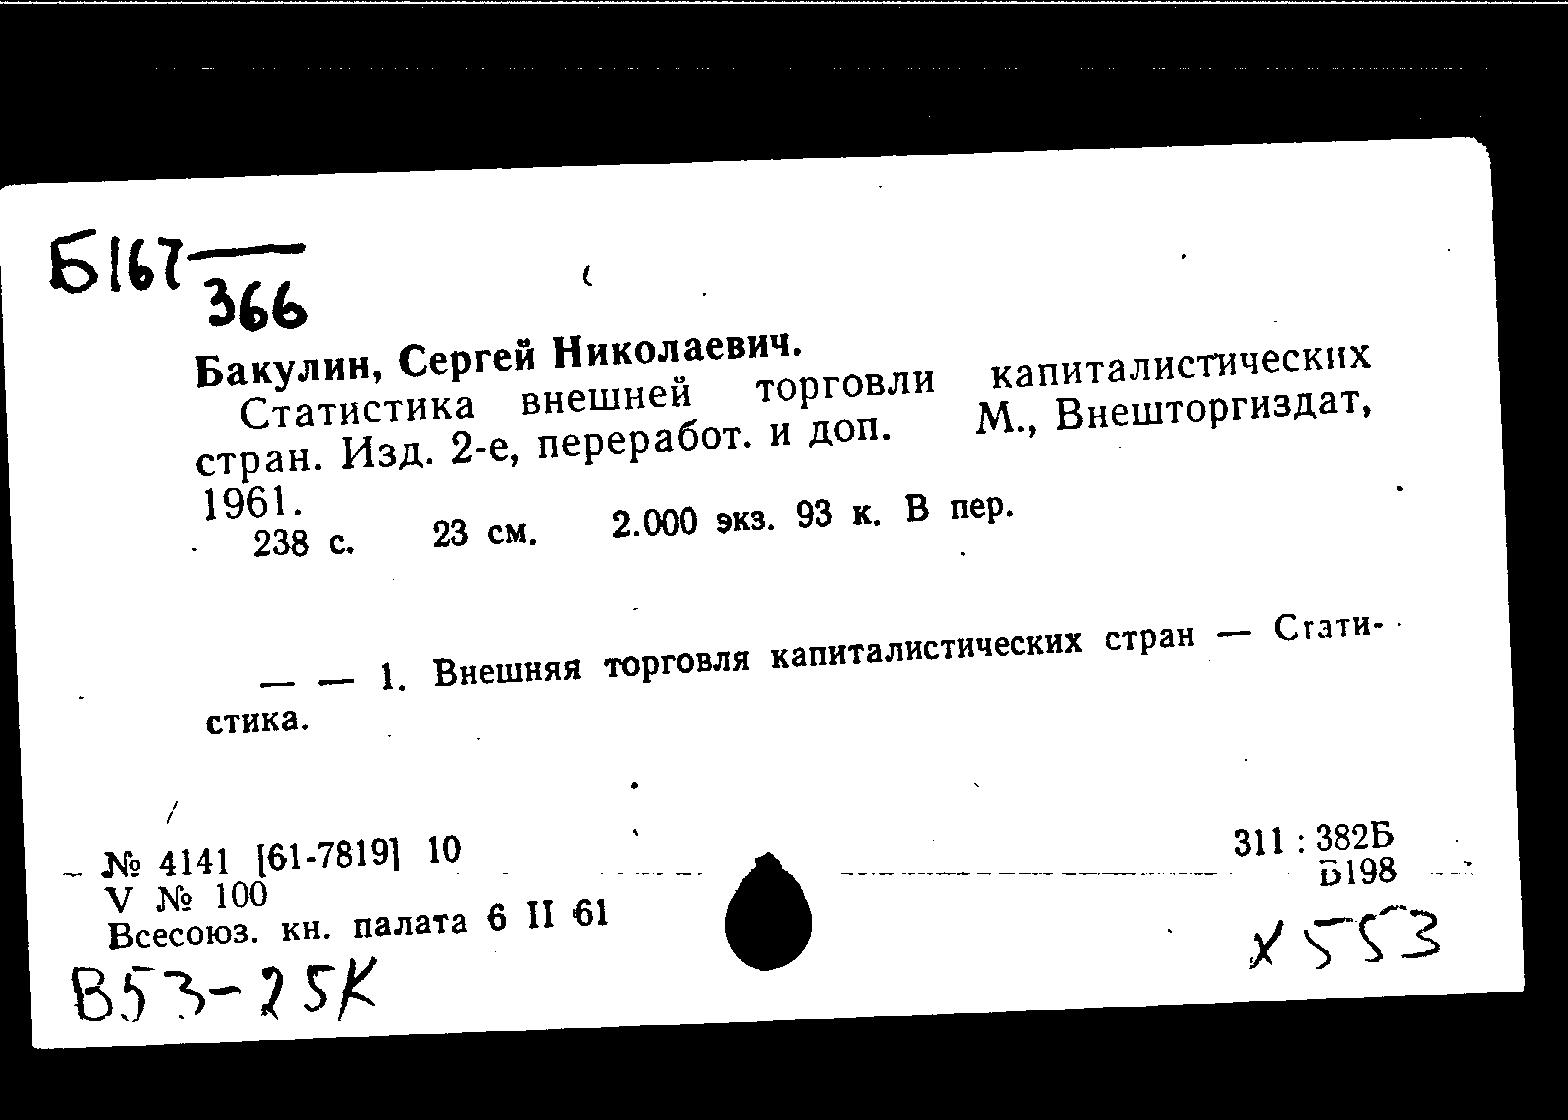 Б167
366
Бакулин, Сергей Николаевич.
Статистика внешней торговли капиталистических
стран. Изд. 2-е, переработ. и доп. М., Внешторгиздат,
1961.
238 с. 23 см. 2.000 экз. 93 к. В пер.
— — 1. Внешняя торговля капиталистических стран — Стати-
стика.
№ 4141 [61-7819] 10
V № 100
Всесоюз. кн. палата 6 II 61
311 : 382Б
Б198
В53-25К
х553